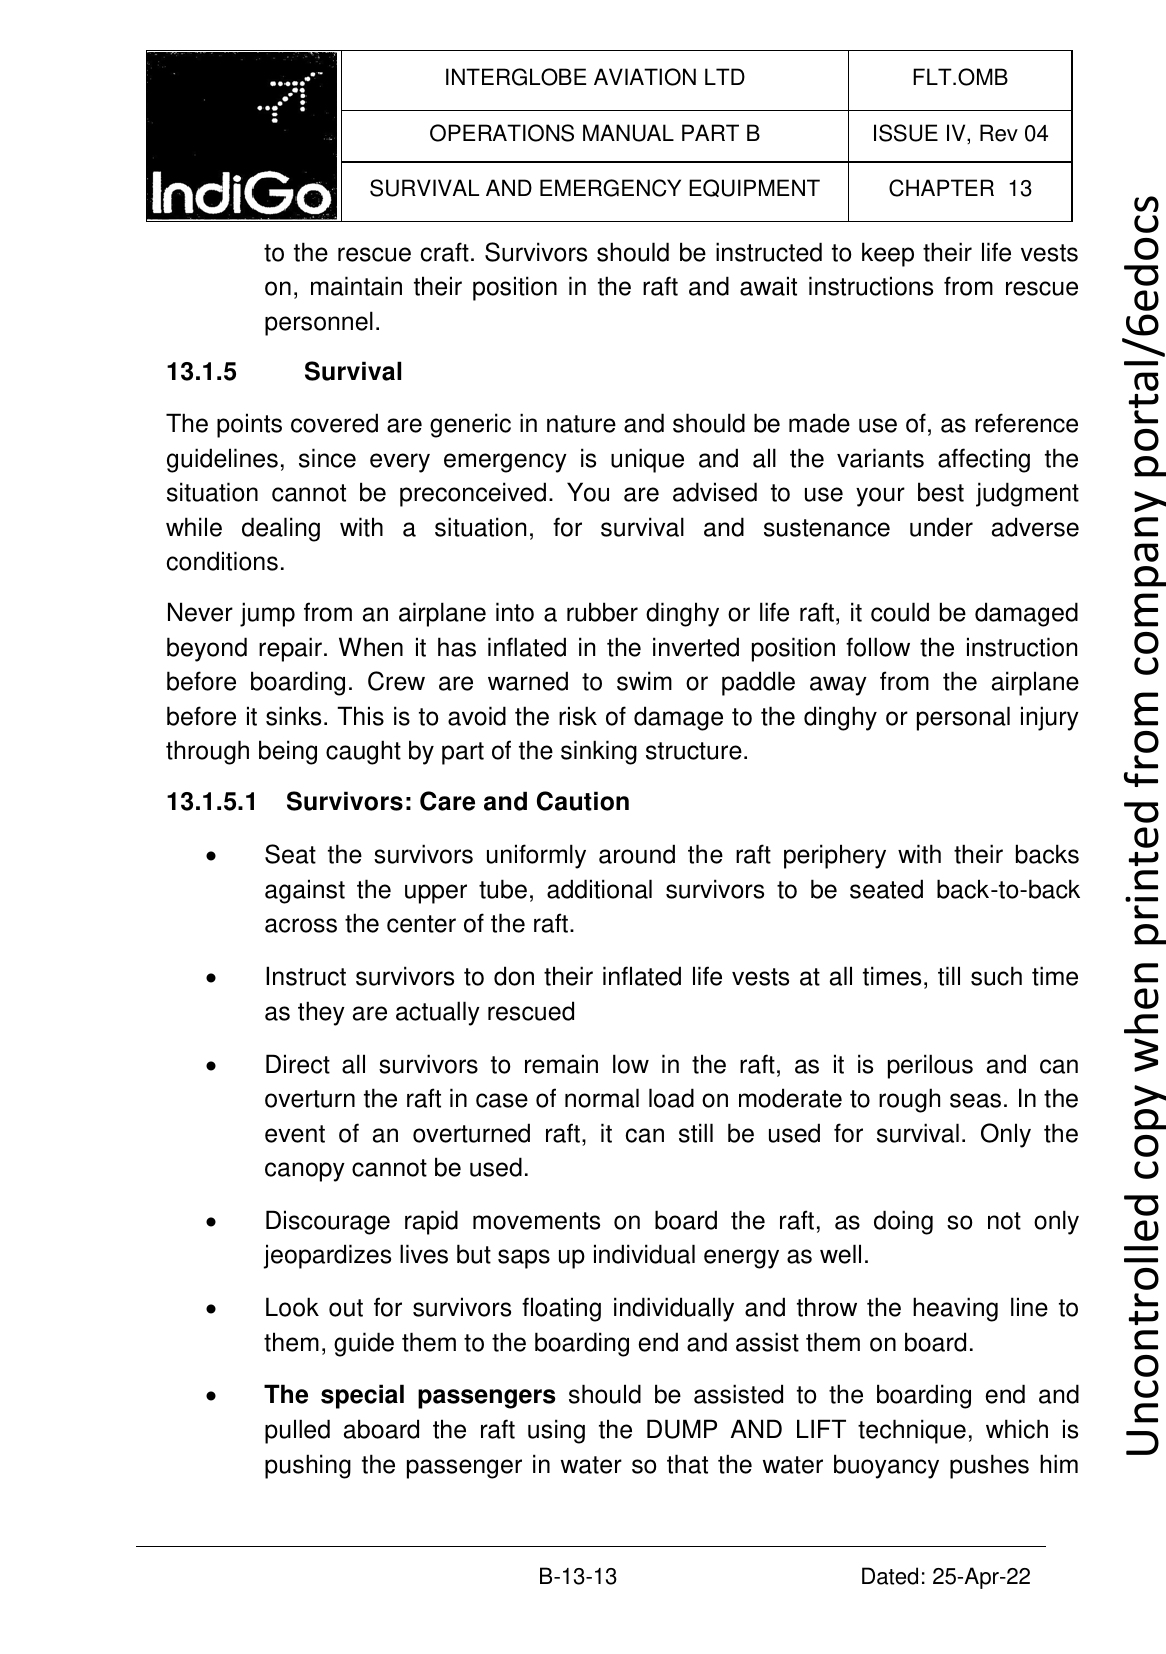 IndiGo
INTERGLOBE AVIATION LTD
FLT.OMB
OPERATIONS MANUAL PART B
ISSUE IV, Rev 04
SURVIVAL AND EMERGENCY EQUIPMENT
CHAPTER 13
to the rescue craft. Survivors should be instructed to keep their life vests
on, maintain their position in the raft and await instructions from rescue
personnel.
13.1.5 Survival
The points covered are generic in nature and should be made use of, as reference
guidelines, since every emergency is unique and all the variants affecting the
situation cannot be preconceived. You are advised to use your best judgment
while dealing with a situation, for survival and sustenance under adverse
conditions.
Never jump from an airplane into a rubber dinghy or life raft, it could be damaged
beyond repair. When it has inflated in the inverted position follow the instruction
before boarding. Crew are warned to swim or paddle away from the airplane
before it sinks. This is to avoid the risk of damage to the dinghy or personal injury
through being caught by part of the sinking structure.
13.1.5.1 Survivors: Care and Caution
• Seat the survivors uniformly around the raft periphery with their backs
against the upper tube, additional survivors to be seated back-to-back
across the center of the raft.
• Instruct survivors to don their inflated life vests at all times, till such time
as they are actually rescued
• Direct all survivors to remain low in the raft, as it is perilous and can
overturn the raft in case of normal load on moderate to rough seas. In the
event of an overturned raft, it can still be used for survival. Only the
canopy cannot be used.
• Discourage rapid movements on board the raft, as doing so not only
jeopardizes lives but saps up individual energy as well.
• Look out for survivors floating individually and throw the heaving line to
them, guide them to the boarding end and assist them on board.
• The special passengers should be assisted to the boarding end and
pulled aboard the raft using the DUMP AND LIFT technique, which is
pushing the passenger in water so that the water buoyancy pushes him
B-13-13
Dated: 25-Apr-22
Uncontrolled copy when printed from company portal/6edocs